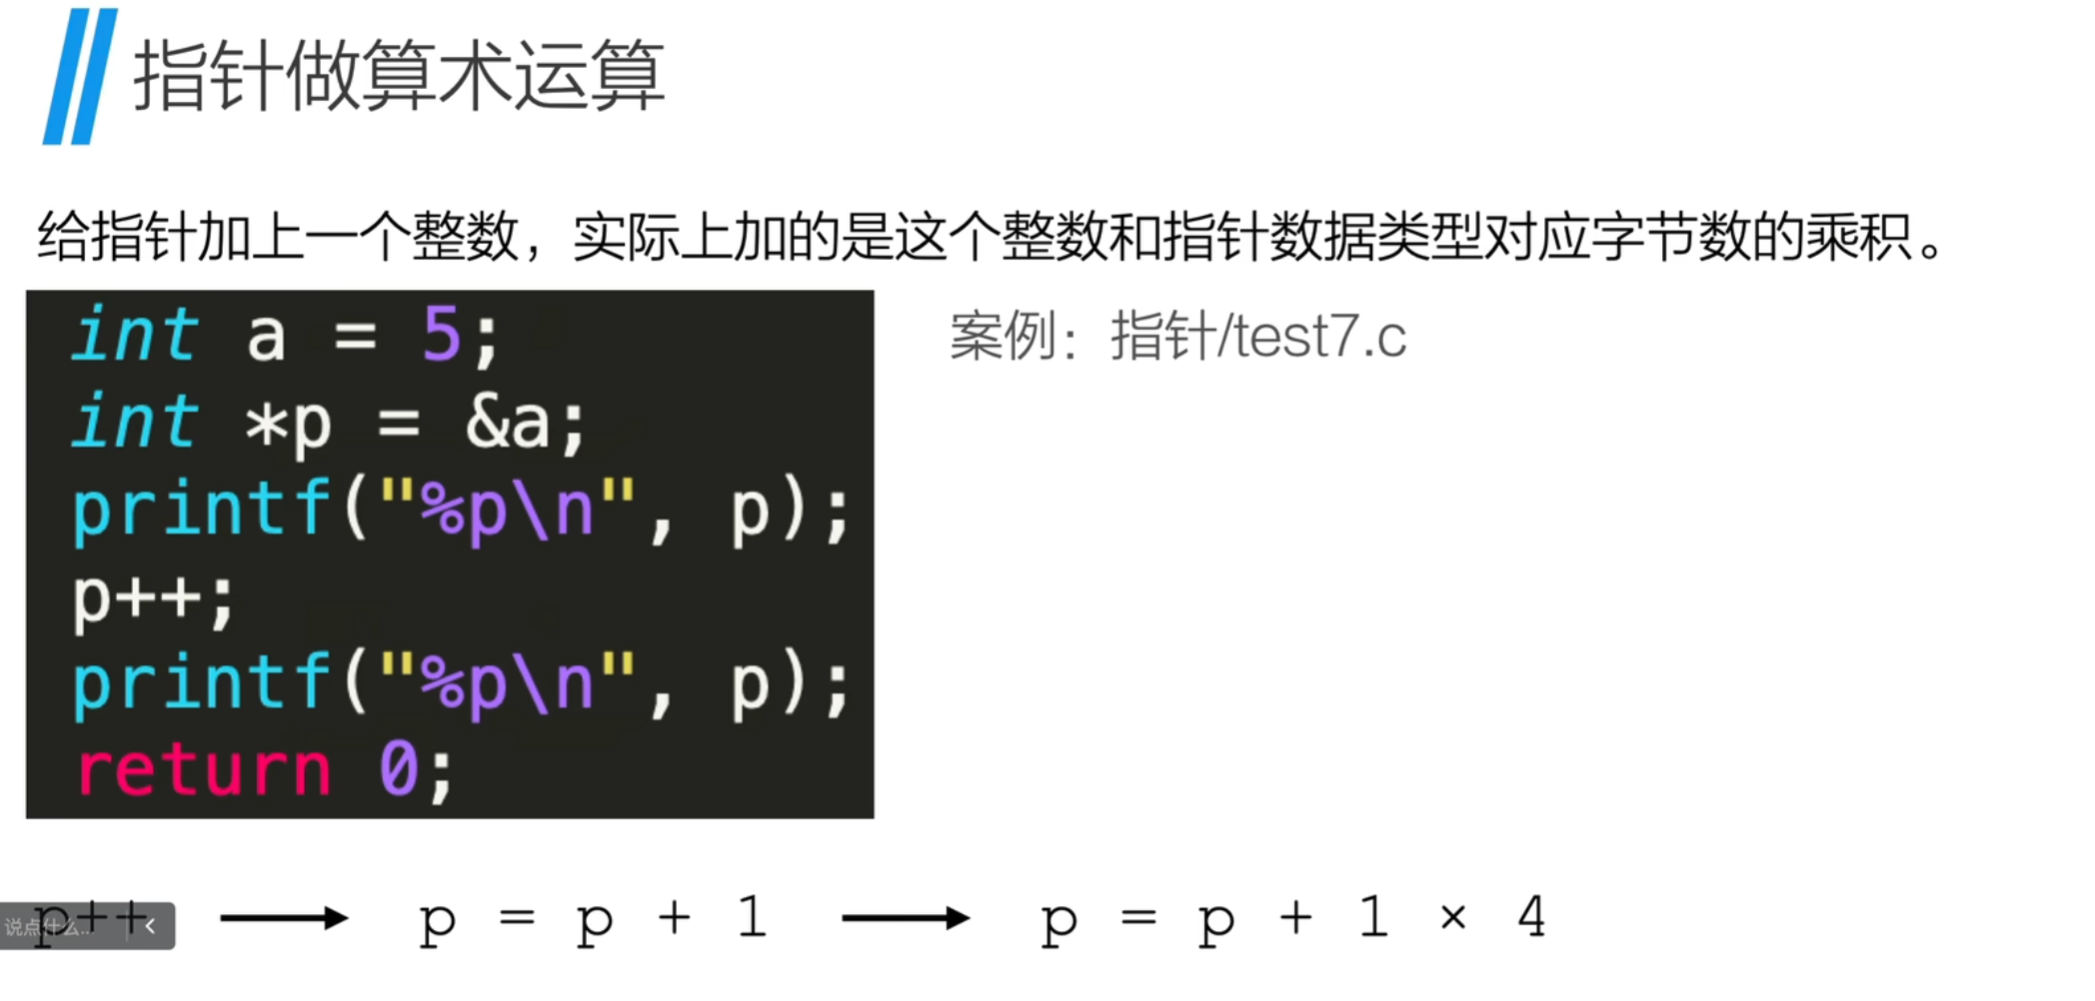 指针做算术运算
给指针加上一个整数，实际上加的是这个整数和指针数据类型对应字节数的乘积。
int a = 5;
案例：指针/test7.c
int *p = &a;
printf("%p\n", p);
p++;
printf("%p\n", p);
return 0;
p++ → p = p + 1 → p = p + 1 × 4
说点什么...